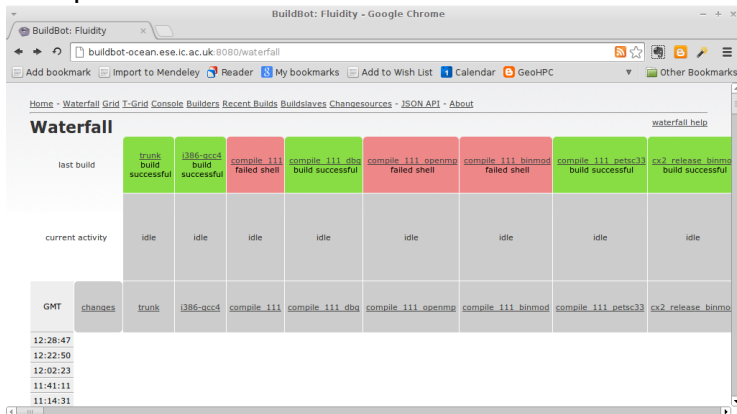 BuildBot: Fluidity - Google Chrome
BuildBot: Fluidity
buildbot-ocean.ese.ic.ac.uk:8080/waterfall
Add bookmark Import to Mendeley Reader My bookmarks Add to Wish List Calendar GeoHPC Other Bookmarks
Home - Waterfall Grid T-Grid Console Builders Recent Builds Buildslaves Changesources - JSON API - About
Waterfall
waterfall help
last build
trunk
build
successful
i386-gcc4
build
successful
compile_111
failed shell
compile_111_dbg
build successful
compile_111_openmp
failed shell
compile_111_binmod
failed shell
compile_111_petsc33
build successful
cx2_release_binmo
build successful
current activity idle idle idle idle idle idle idle idle
GMT changes trunk i386-gcc4 compile_111 compile_111_dbg compile_111_openmp compile_111_binmod compile_111_petsc33 cx2_release_binmo
12:28:47
12:22:50
12:02:23
11:41:11
11:14:31